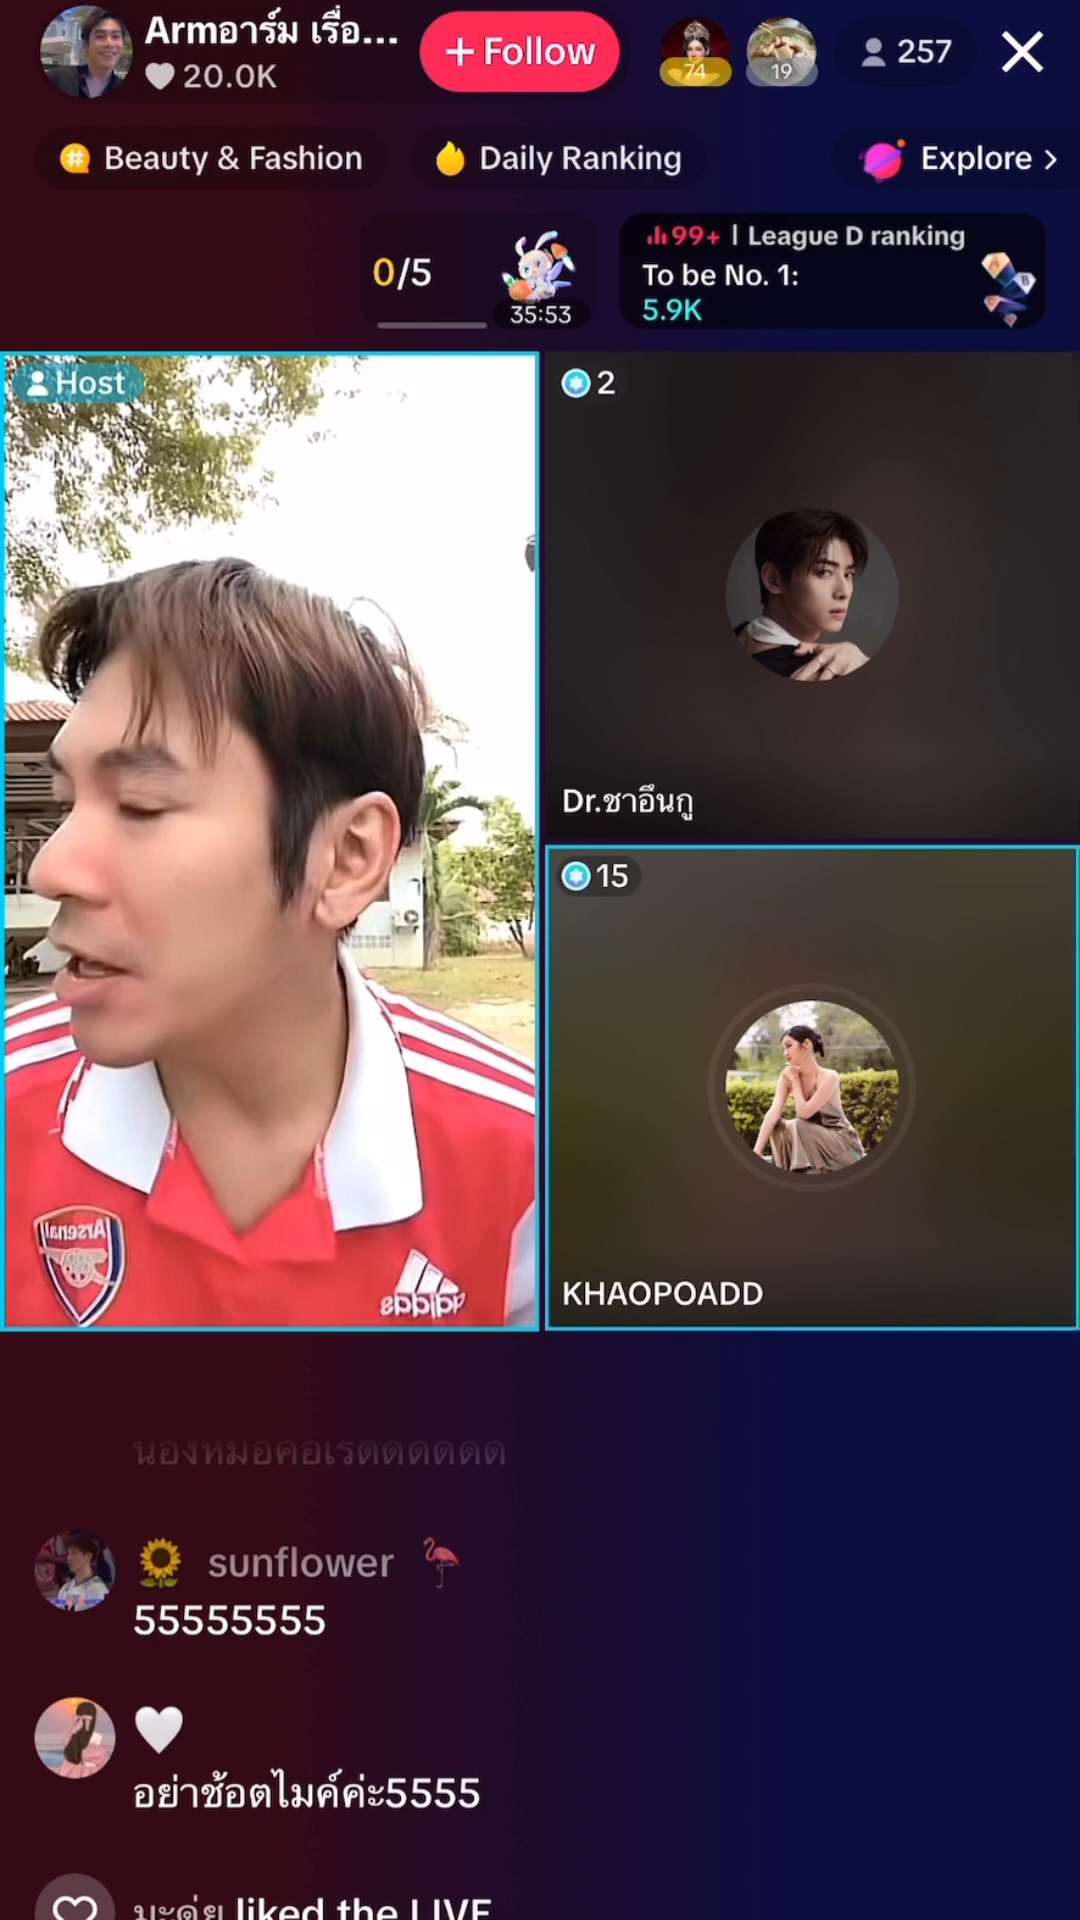 Armอาร์ม เรื่อ...
20.0K
+ Follow
74
19
257
Beauty & Fashion
Daily Ranking
Explore >
0/5
35:53
99+ | League D ranking
To be No. 1:
5.9K
Host
2
Dr.ชาอึนกู
15
KHAOPOADD
Arsenal
adidas
น้องหมอคอเรดดดดดดด
sunflower
55555555
อย่าช้อตไมค์ค่ะ5555
มะด่ย liked the LIVE